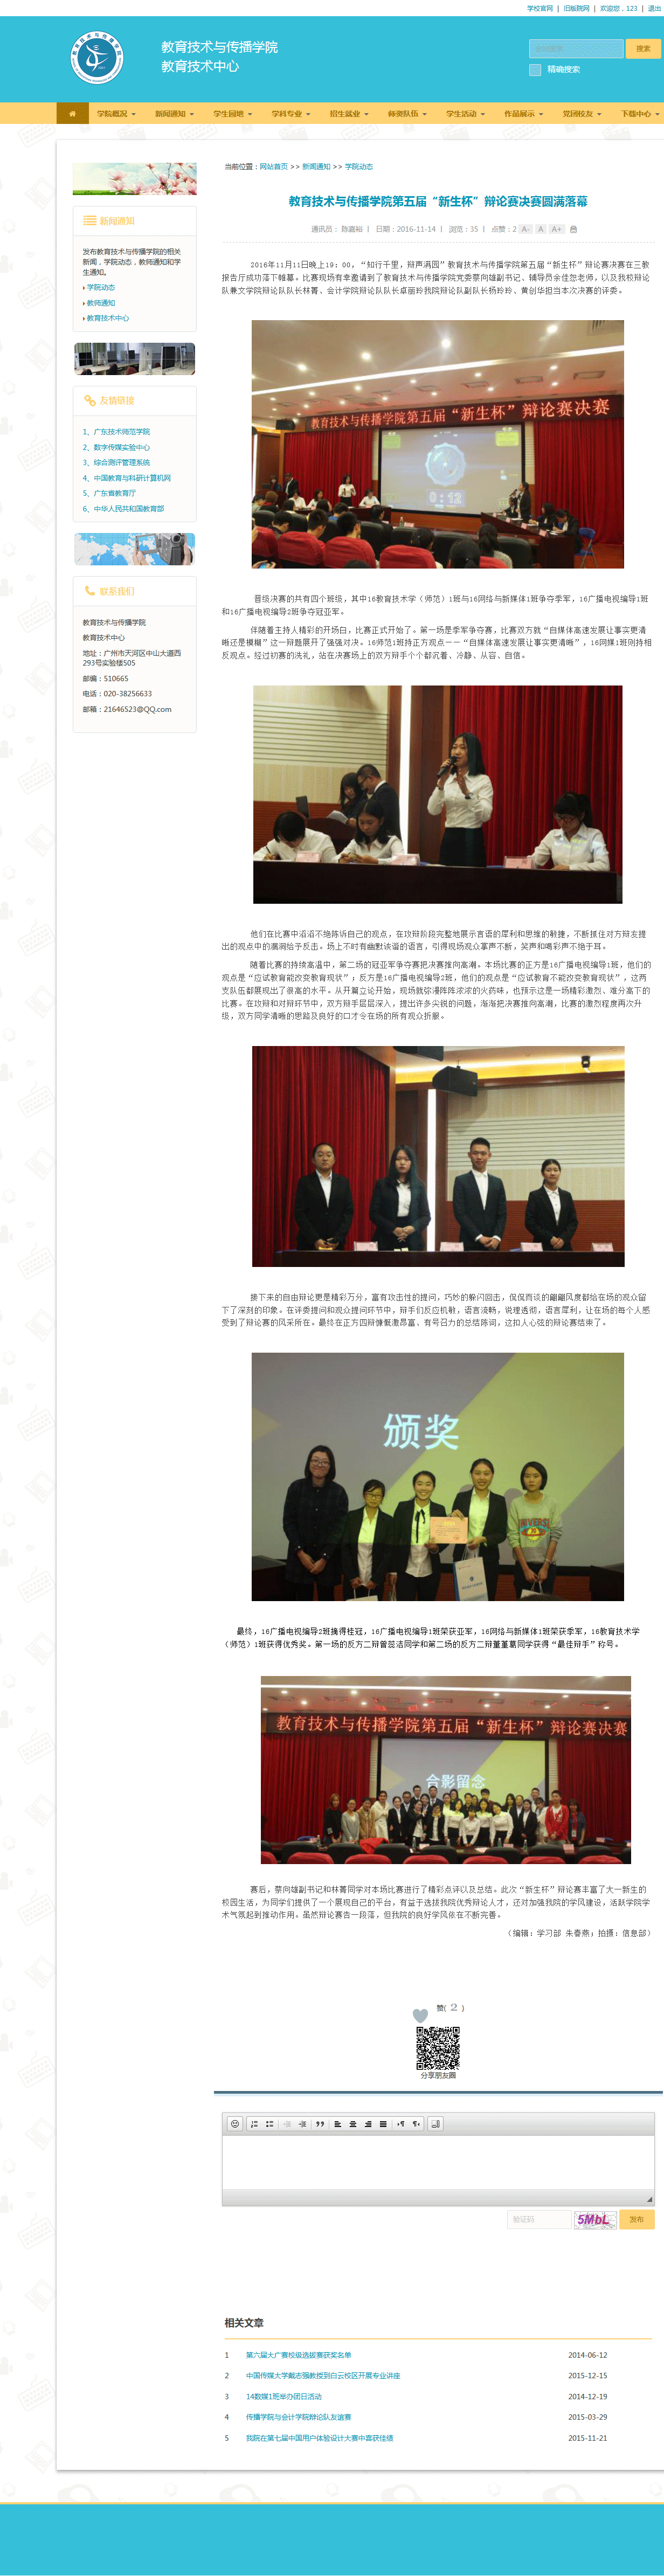 学校官网 | 旧版院网 | 欢迎您,123 | 退出
教育技术与传播学院
教育技术中心
搜索
精确搜索
学院概况 新闻通知 学生园地 学科专业 招生就业 师资队伍 学生活动 作品展示 党团校友 下载中心
当前位置:网站首页 >> 新闻通知 >> 学院动态
新闻通知
发布教育技术与传播学院的相关
新闻,学院动态,教师通知和学
生通知。
学院动态
教师通知
教育技术中心
友情链接
1、广东技术师范学院
2、数字传媒实验中心
3、综合测评管理系统
4、中国教育与科研计算机网
5、广东省教育厅
6、中华人民共和国教育部
联系我们
教育技术与传播学院
教育技术中心
地址:广州市天河区中山大道西
293号实验楼505
邮编:510665
电话:020-38256633
邮箱:21646523@QQ.com
教育技术与传播学院第五届“新生杯”辩论赛决赛圆满落幕
通讯员: 陈嘉裕 | 日期:2016-11-14 | 浏览:35 | 点赞:2 A- A A+
2016年11月11日晚上19:00,“知行千里,辩声满园”教育技术与传播学院第五届“新生杯”辩论赛决赛在三教
报告厅成功落下帷幕。比赛现场有幸邀请到了教育技术与传播学院党委蔡向雄副书记、辅导员余佳恕老师,以及我校辩论
队兼文学院辩论队队长林菁、会计学院辩论队队长卓丽玲我院辩论队副队长杨玲玲、黄创华担当本次决赛的评委。
教育技术与传播学院第五届“新生杯”辩论赛决赛
0:12
晋级决赛的共有四个班级,其中16教育技术学(师范)1班与16网络与新媒体1班争夺季军,16广播电视编导1班
和16广播电视编导2班争夺冠亚军。
伴随着主持人精彩的开场白,比赛正式开始了。第一场是季军争夺赛,比赛双方就“自媒体高速发展让事实更清
晰还是模糊”这一辩题展开了强强对决。16师范1班持正方观点——“自媒体高速发展让事实更清晰”,16网媒1班则持相
反观点。经过初赛的洗礼,站在决赛场上的双方辩手个个都沉着、冷静、从容、自信。
他们在比赛中滔滔不绝陈诉自己的观点,在攻辩阶段完整地展示言语的犀利和思维的敏捷,不断抓住对方辩友提
出的观点中的漏洞给予反击。场上不时有幽默诙谐的语言,引得现场观众掌声不断,笑声和喝彩声不绝于耳。
随着比赛的持续高温中,第二场的冠亚军争夺赛把决赛推向高潮。本场比赛的正方是16广播电视编导1班,他们的
观点是“应试教育能改变教育现状”;反方是16广播电视编导2班,他们的观点是“应试教育不能改变教育现状”,这两
支队伍都展现出了很高的水平。从开篇立论开始,现场就弥漫阵阵浓浓的火药味,也预示这是一场精彩激烈、难分高下的
比赛。在攻辩和对辩环节中,双方辩手层层深入,提出许多尖锐的问题,渐渐把决赛推向高潮,比赛的激烈程度再次升
级,双方同学清晰的思路及良好的口才令在场的所有观众折服。
接下来的自由辩论更是精彩万分,富有攻击性的提问,巧妙的躲闪回击,侃侃而谈的翩翩风度都给在场的观众留
下了深刻的印象。在评委提问和观众提问环节中,辩手们反应机敏,语言流畅,说理透彻,语言犀利,让在场的每个人感
受到了辩论赛的风采所在。最终在正方四辩慷慨激昂富、有号召力的总结陈词,这扣人心弦的辩论赛结束了。
颁奖
最终,16广播电视编导2班摘得桂冠,16广播电视编导1班荣获亚军,16网络与新媒体1班荣获季军,16教育技术学
(师范)1班获得优秀奖。第一场的反方二辩曾蕊洁同学和第二场的反方二辩董堇葛同学获得“最佳辩手”称号。
教育技术与传播学院第五届“新生杯”辩论赛决赛
合影留念
赛后,蔡向雄副书记和林菁同学对本场比赛进行了精彩点评以及总结。此次“新生杯”辩论赛丰富了大一新生的
校园生活,为同学们提供了一个展现自己的平台,有益于选拔我院优秀辩论人才,还对加强我院的学风建设,活跃学院学
术气氛起到推动作用。虽然辩论赛告一段落,但我院的良好学风依在不断完善。
(编辑:学习部 朱春燕;拍摄:信息部)
赞( 2 )
分享朋友圈
验证码 5MbL 发布
相关文章
1 第六届大广赛校级选拔赛获奖名单 2014-06-12
2 中国传媒大学戴志强教授到白云校区开展专业讲座 2015-12-15
3 14数媒1班举办团日活动 2014-12-19
4 传播学院与会计学院辩论队友谊赛 2015-03-29
5 我院在第七届中国用户体验设计大赛中喜获佳绩 2015-11-21